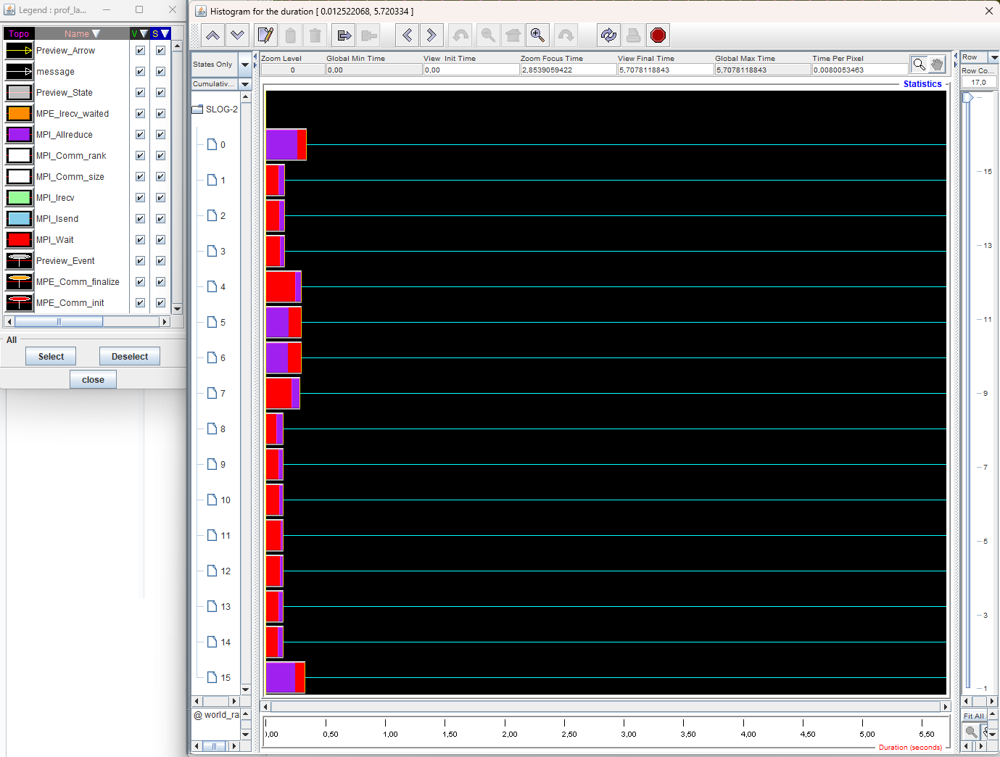 Legend : prof_la...
Topo Name V S
Preview_Arrow
message
Preview_State
MPE_Irecv_waited
MPI_Allreduce
MPI_Comm_rank
MPI_Comm_size
MPI_Irecv
MPI_Isend
MPI_Wait
Preview_Event
MPE_Comm_finalize
MPE_Comm_init
All
Select Deselect
close
Histogram for the duration [ 0.012522068, 5.720334 ]
States Only
Cumulativ...
Zoom Level Global Min Time View Init Time Zoom Focus Time View Final Time Global Max Time Time Per Pixel
0 0,00 0,00 2,8539059422 5,7078118843 5,7078118843 0,0080053463
Row
Row Co...
17,0
Statistics
SLOG-2
0
1
2
3
4
5
6
7
8
9
10
11
12
13
14
15
15
13
11
9
7
5
3
1
@ world_ra
Fit All
),00 0,50 1,00 1,50 2,00 2,50 3,00 3,50 4,00 4,50 5,00 5,50
Duration (seconds)